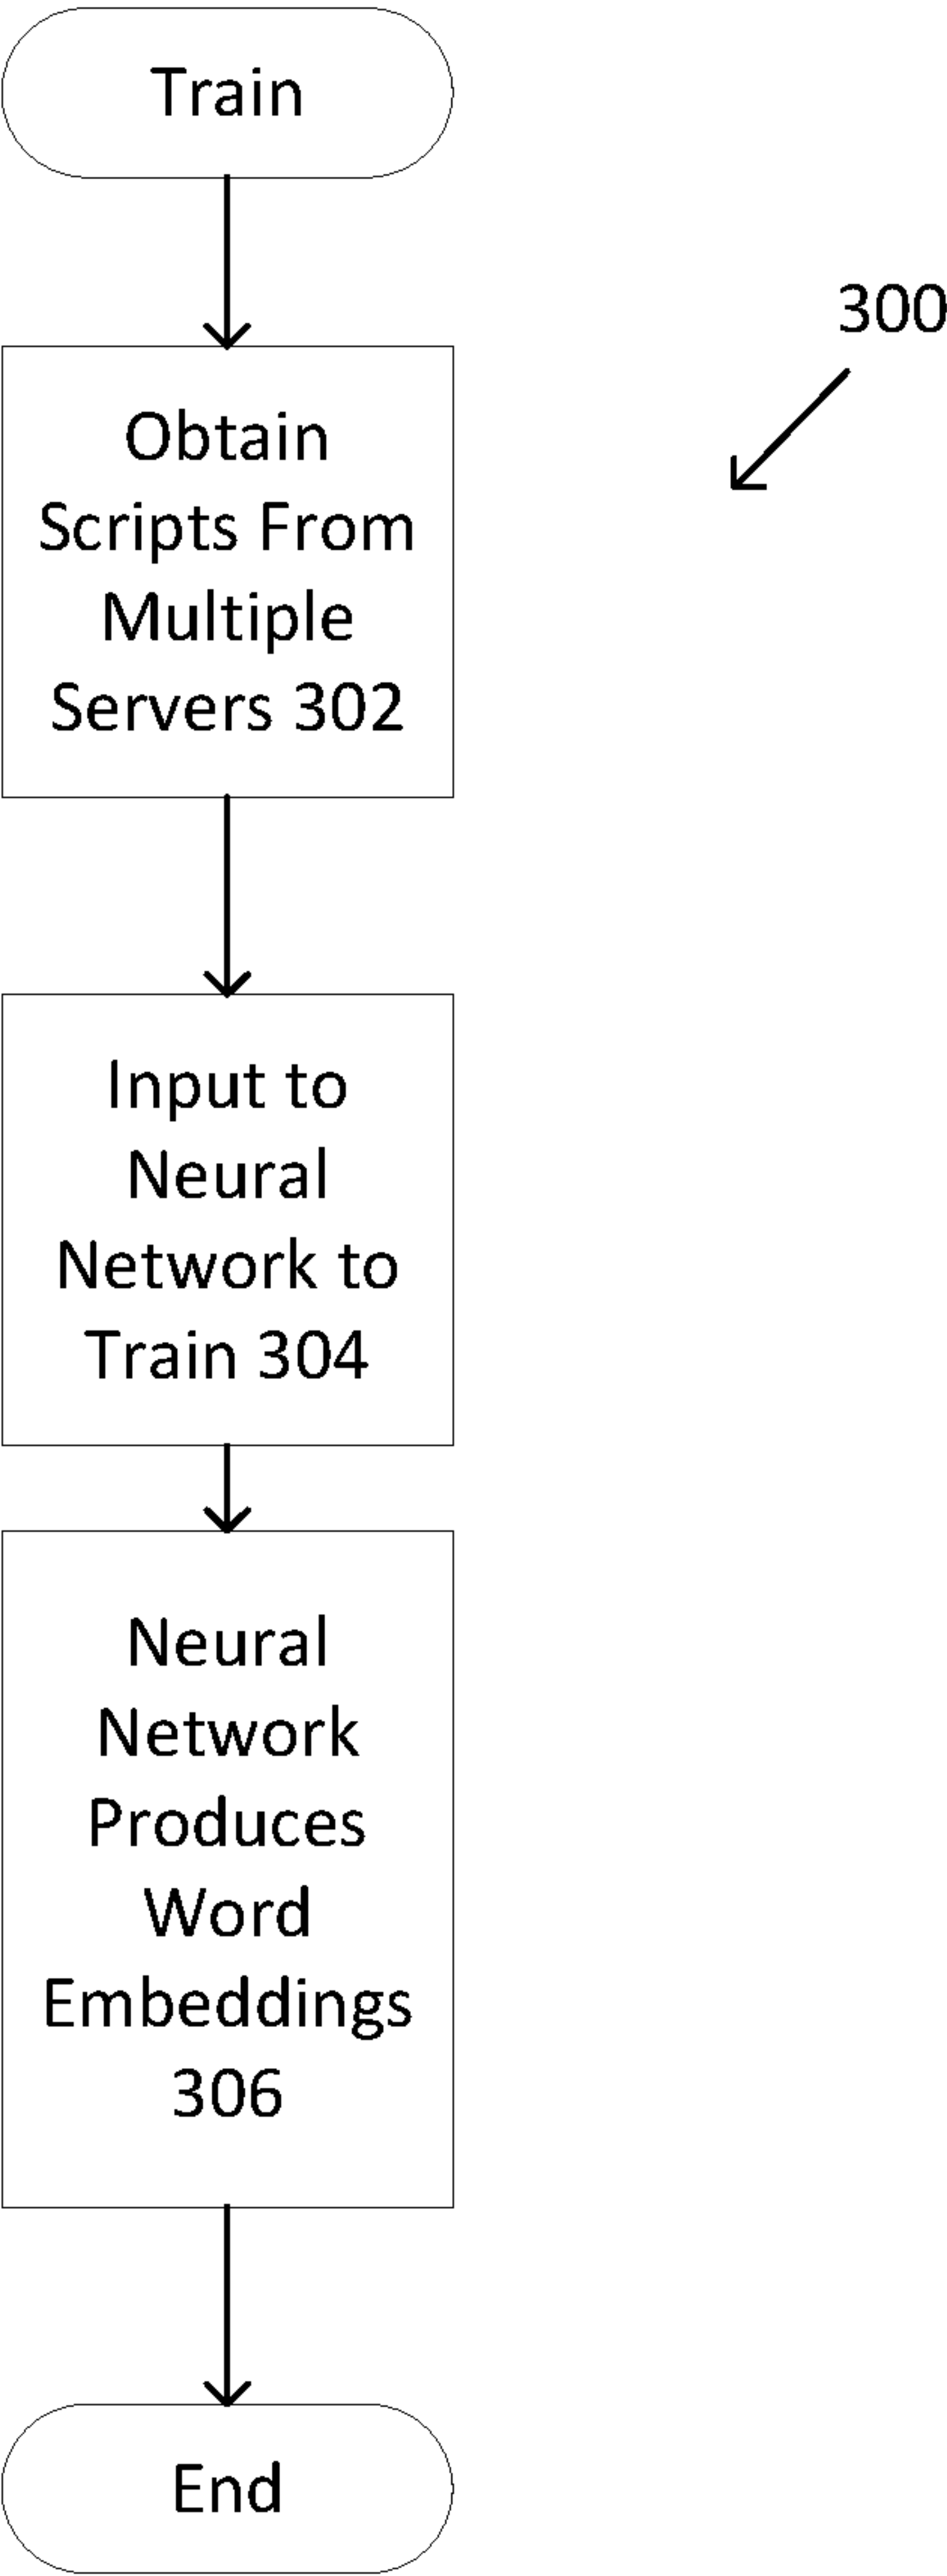 Train
300
Obtain
Scripts From
Multiple
Servers 302
Input to
Neural
Network to
Train 304
Neural
Network
Produces
Word
Embeddings
306
End